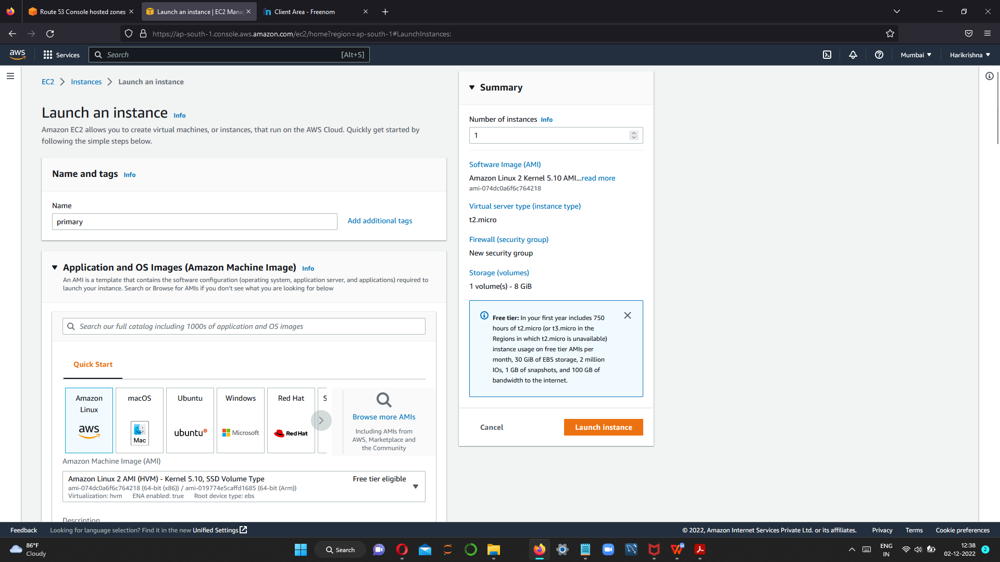 Route 53 Console hosted zones
Launch an instance | EC2 Mana
Client Area - Freenom
https://ap-south-1.console.aws.amazon.com/ec2/home?region=ap-south-1#LaunchInstances:
aws
Services
Search
[Alt+S]
Mumbai
Harikrishna
EC2
Instances
Launch an instance
Launch an instance
Info
Amazon EC2 allows you to create virtual machines, or instances, that run on the AWS Cloud. Quickly get started by
following the simple steps below.
Name and tags
Info
Name
primary
Add additional tags
Application and OS Images (Amazon Machine Image)
Info
An AMI is a template that contains the software configuration (operating system, application server, and applications) required to
launch your instance. Search or Browse for AMIs if you don't see what you are looking for below
Search our full catalog including 1000s of application and OS images
Quick Start
Amazon
Linux
aws
macOS
Mac
Ubuntu
ubuntu
Windows
Microsoft
Red Hat
Red Hat
S
Browse more AMIs
Including AMIs from
AWS, Marketplace and
the Community
Amazon Machine Image (AMI)
Amazon Linux 2 AMI (HVM) - Kernel 5.10, SSD Volume Type
Free tier eligible
ami-074dc0a6f6c764218 (64-bit (x86)) / ami-019774e5caffd1685 (64-bit (Arm))
Virtualization: hvm
ENA enabled: true
Root device type: ebs
Description
Summary
Number of instances
Info
1
Software Image (AMI)
Amazon Linux 2 Kernel 5.10 AMI...read more
ami-074dc0a6f6c764218
Virtual server type (instance type)
t2.micro
Firewall (security group)
New security group
Storage (volumes)
1 volume(s) - 8 GiB
Free tier: In your first year includes 750
hours of t2.micro (or t3.micro in the
Regions in which t2.micro is unavailable)
instance usage on free tier AMIs per
month, 30 GiB of EBS storage, 2 million
IOs, 1 GB of snapshots, and 100 GB of
bandwidth to the internet.
Cancel
Launch instance
Feedback
Looking for language selection? Find it in the new Unified Settings
© 2022, Amazon Internet Services Private Ltd. or its affiliates.
Privacy
Terms
Cookie preferences
86°F
Cloudy
Search
ENG
IN
12:38
02-12-2022
2